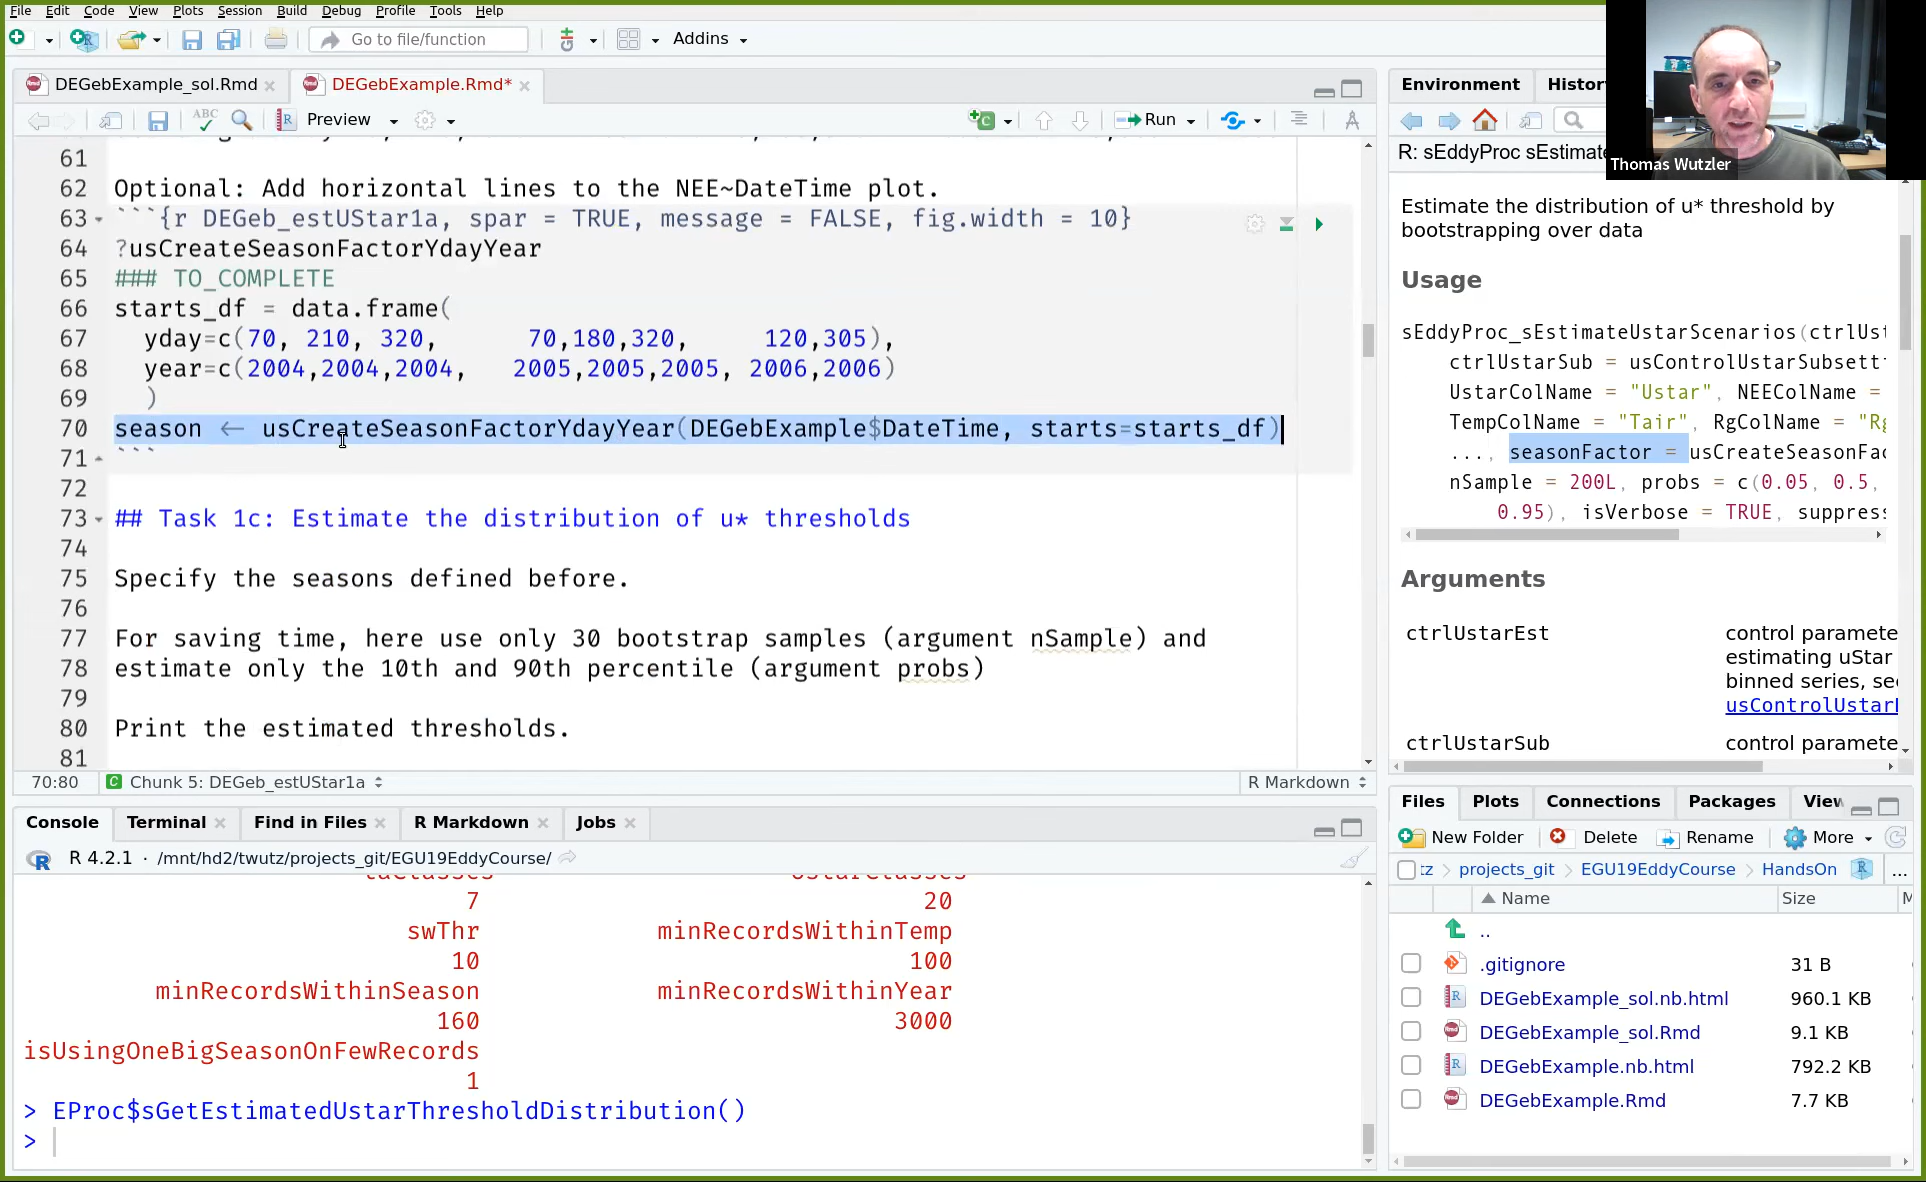 File Edit Code View Plots Session Build Debug Profile Tools Help
Go to file/function Addins
DEGebExample_sol.Rmd DEGebExample.Rmd*
ABC Preview Run
61
62 Optional: Add horizontal lines to the NEE~DateTime plot.
63 ```{r DEGeb_estUStar1a, spar = TRUE, message = FALSE, fig.width = 10}
64 ?usCreateSeasonFactorYdayYear
65 ### TO_COMPLETE
66 starts_df = data.frame(
67 yday=c(70, 210, 320, 70,180,320, 120,305),
68 year=c(2004,2004,2004, 2005,2005,2005, 2006,2006)
69 )
70 season <- usCreateSeasonFactorYdayYear(DEGebExample$DateTime, starts=starts_df)
71 ```
72
73 ## Task 1c: Estimate the distribution of u* thresholds
74
75 Specify the seasons defined before.
76
77 For saving time, here use only 30 bootstrap samples (argument nSample) and
78 estimate only the 10th and 90th percentile (argument probs)
79
80 Print the estimated thresholds.
81
70:80 Chunk 5: DEGeb_estUStar1a R Markdown
Console Terminal Find in Files R Markdown Jobs
R 4.2.1 · /mnt/hd2/twutz/projects_git/EGU19EddyCourse/
taClasses UstarClasses
7 20
swThr minRecordsWithinTemp
10 100
minRecordsWithinSeason minRecordsWithinYear
160 3000
isUsingOneBigSeasonOnFewRecords
1
> EProc$sGetEstimatedUstarThresholdDistribution()
>
Environment Histor
R: sEddyProc sEstimate
Thomas Wutzler
Estimate the distribution of u* threshold by
bootstrapping over data
Usage
sEddyProc_sEstimateUstarScenarios(ctrlUst
ctrlUstarSub = usControlUstarSubsett
UstarColName = "Ustar", NEEColName =
TempColName = "Tair", RgColName = "Rg
..., seasonFactor = usCreateSeasonFac
nSample = 200L, probs = c(0.05, 0.5,
0.95), isVerbose = TRUE, suppress
Arguments
ctrlUstarEst control paramete
estimating uStar
binned series, see
usControlUstarE
ctrlUstarSub control paramete
Files Plots Connections Packages View
New Folder Delete Rename More
tz projects_git EGU19EddyCourse HandsOn ...
Name Size M
..
.gitignore 31 B
DEGebExample_sol.nb.html 960.1 KB
DEGebExample_sol.Rmd 9.1 KB
DEGebExample.nb.html 792.2 KB
DEGebExample.Rmd 7.7 KB